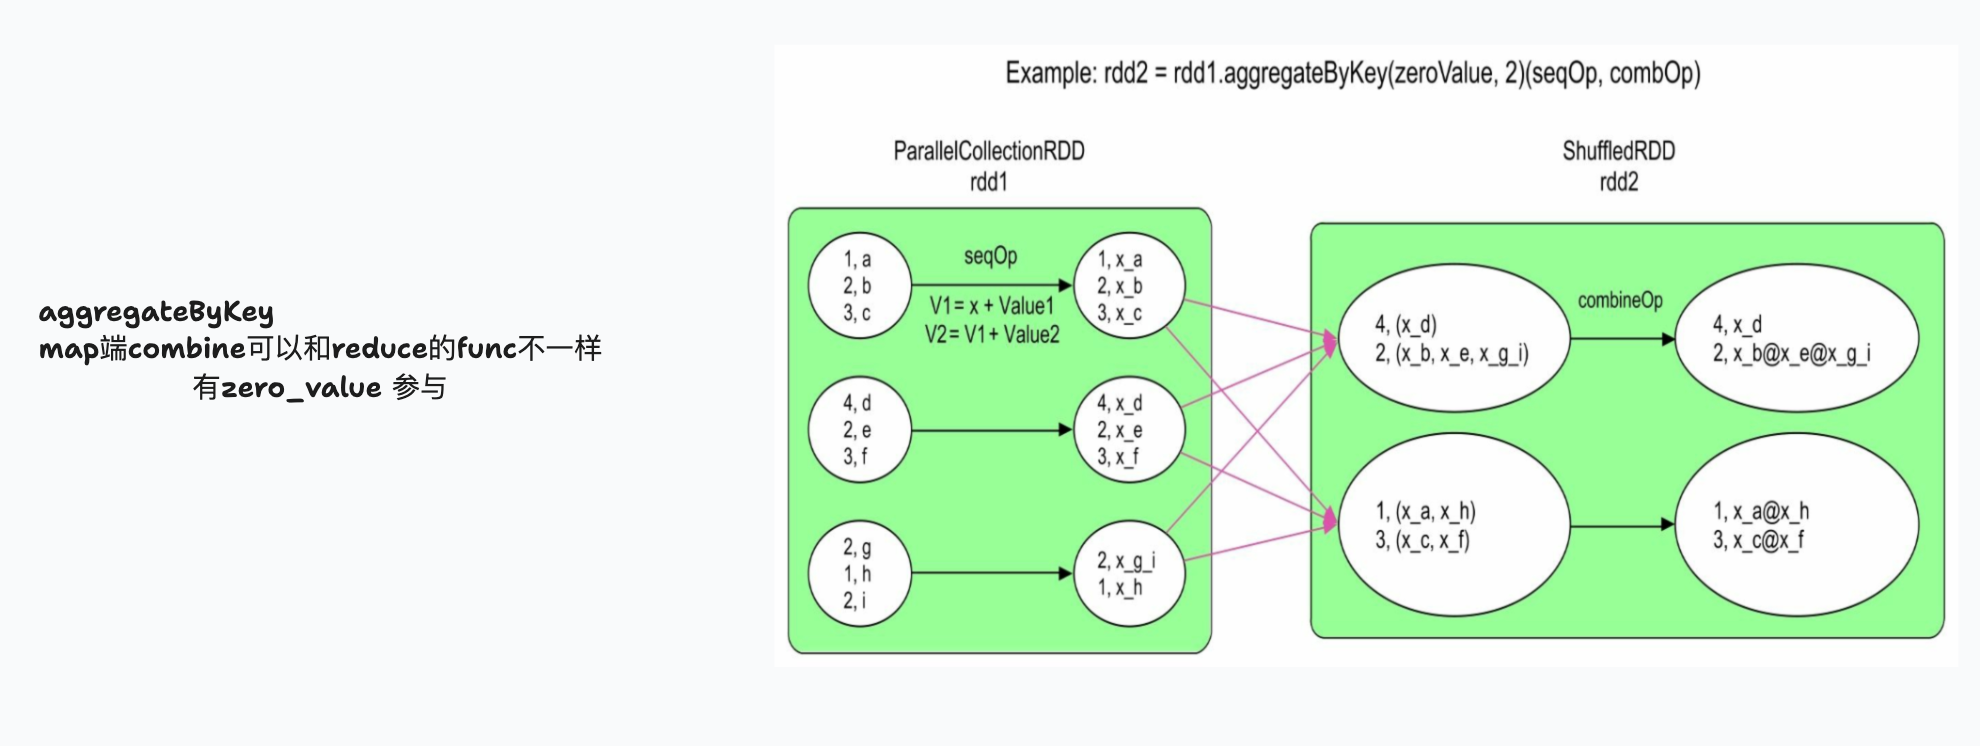 aggregateByKey
map端combine可以和reduce的func不一样
有zero_value 参与
Example: rdd2 = rdd1.aggregateByKey(zeroValue, 2)(seqOp, combOp)
ParallelCollectionRDD
rdd1
1, a
2, b
3, c
seqOp
V1 = x + Value1
V2 = V1 + Value2
1, x_a
2, x_b
3, x_c
4, d
2, e
3, f
4, x_d
2, x_e
3, x_f
2, g
1, h
2, i
2, x_g_i
1, x_h
ShuffledRDD
rdd2
4, (x_d)
2, (x_b, x_e, x_g_i)
combineOp
4, x_d
2, x_b@x_e@x_g_i
1, (x_a, x_h)
3, (x_c, x_f)
1, x_a@x_h
3, x_c@x_f